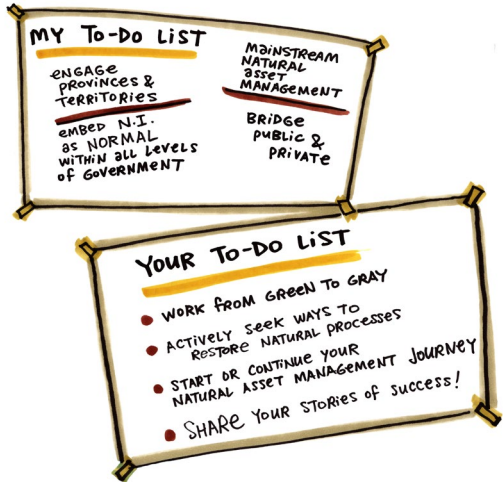 MY TO-DO LIST
ENGAGE
PROVINCES &
TERRITORIES
EMBED N.I.
AS NORMAL
WITHIN ALL LEVELS
OF GOVERNMENT
MAINSTREAM
NATURAL
ASSET
MANAGEMENT
BRIDGE
PUBLIC &
PRIVATE
YOUR TO-DO LIST
WORK FROM GREEN TO GRAY
ACTIVELY SEEK WAYS TO
RESTORE NATURAL PROCESSES
START OR CONTINUE YOUR
NATURAL ASSET MANAGEMENT JOURNEY
SHARE YOUR STORIES OF SUCCESS!